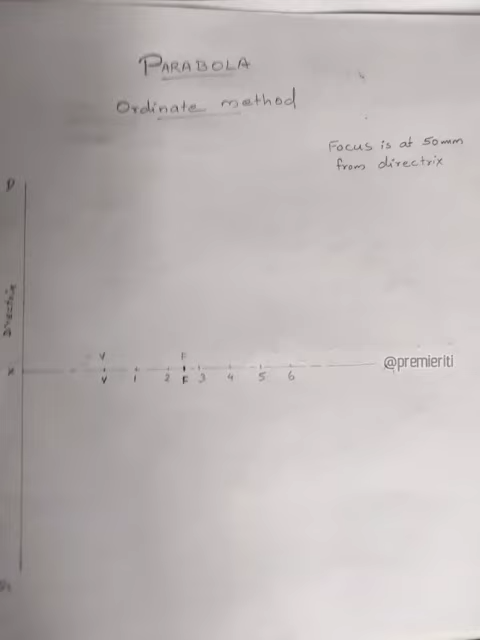 PARABOLA
Ordinate method
Focus is at 50mm
from directrix
D
Directrix
V F
x @premieriti
V 1 2 F 3 4 5 6